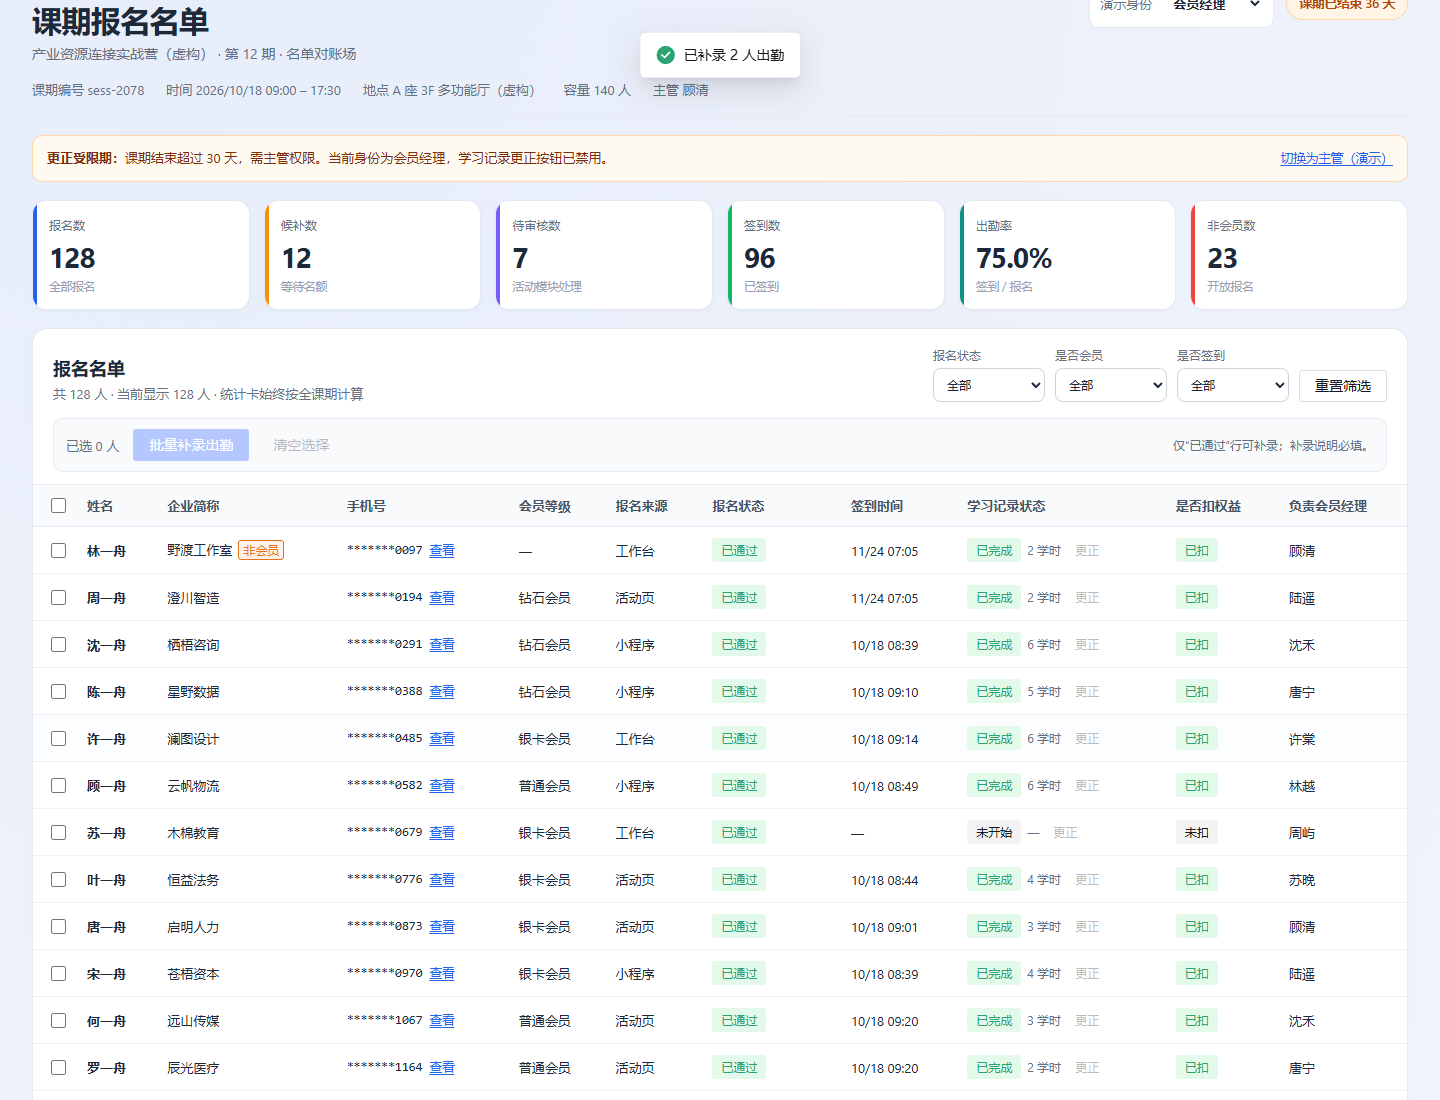 课期报名名单
演示身份 会员经理
课期已结束 36 天
产业资源连接实战营（虚构） · 第 12 期 · 名单对账场
已补录 2 人出勤
课期编号 sess-2078 时间 2026/10/18 09:00 – 17:30 地点 A 座 3F 多功能厅（虚构） 容量 140 人 主管 顾清
更正受限期：课期结束超过 30 天，需主管权限。当前身份为会员经理，学习记录更正按钮已禁用。 切换为主管（演示）
报名数 候补数 待审核数 签到数 出勤率 非会员数
128 12 7 96 75.0% 23
全部报名 等待名额 活动模块处理 已签到 签到 / 报名 开放报名
报名状态 是否会员 是否签到
报名名单
全部 全部 全部 重置筛选
共 128 人 · 当前显示 128 人 · 统计卡始终按全课期计算
已选 0 人 批量补录出勤 清空选择 仅“已通过”行可补录；补录说明必填。
姓名 企业简称 手机号 会员等级 报名来源 报名状态 签到时间 学习记录状态 是否扣权益 负责会员经理
林一舟 野渡工作室 非会员 *******0097 查看 — 工作台 已通过 11/24 07:05 已完成 2 学时 更正 已扣 顾清
周一舟 澄川智造 *******0194 查看 钻石会员 活动页 已通过 11/24 07:05 已完成 2 学时 更正 已扣 陆遥
沈一舟 栖梧咨询 *******0291 查看 钻石会员 小程序 已通过 10/18 08:39 已完成 6 学时 更正 已扣 沈禾
陈一舟 星野数据 *******0388 查看 钻石会员 小程序 已通过 10/18 09:10 已完成 5 学时 更正 已扣 唐宁
许一舟 澜图设计 *******0485 查看 银卡会员 工作台 已通过 10/18 09:14 已完成 6 学时 更正 已扣 许棠
顾一舟 云帆物流 *******0582 查看 普通会员 小程序 已通过 10/18 08:49 已完成 6 学时 更正 已扣 林越
苏一舟 木棉教育 *******0679 查看 银卡会员 工作台 已通过 — 未开始 — 更正 未扣 周屿
叶一舟 恒益法务 *******0776 查看 银卡会员 活动页 已通过 10/18 08:44 已完成 4 学时 更正 已扣 苏晚
唐一舟 启明人力 *******0873 查看 银卡会员 活动页 已通过 10/18 09:01 已完成 3 学时 更正 已扣 顾清
宋一舟 苍梧资本 *******0970 查看 银卡会员 小程序 已通过 10/18 08:39 已完成 4 学时 更正 已扣 陆遥
何一舟 远山传媒 *******1067 查看 普通会员 活动页 已通过 10/18 09:20 已完成 3 学时 更正 已扣 沈禾
罗一舟 辰光医疗 *******1164 查看 普通会员 活动页 已通过 10/18 09:20 已完成 2 学时 更正 已扣 唐宁